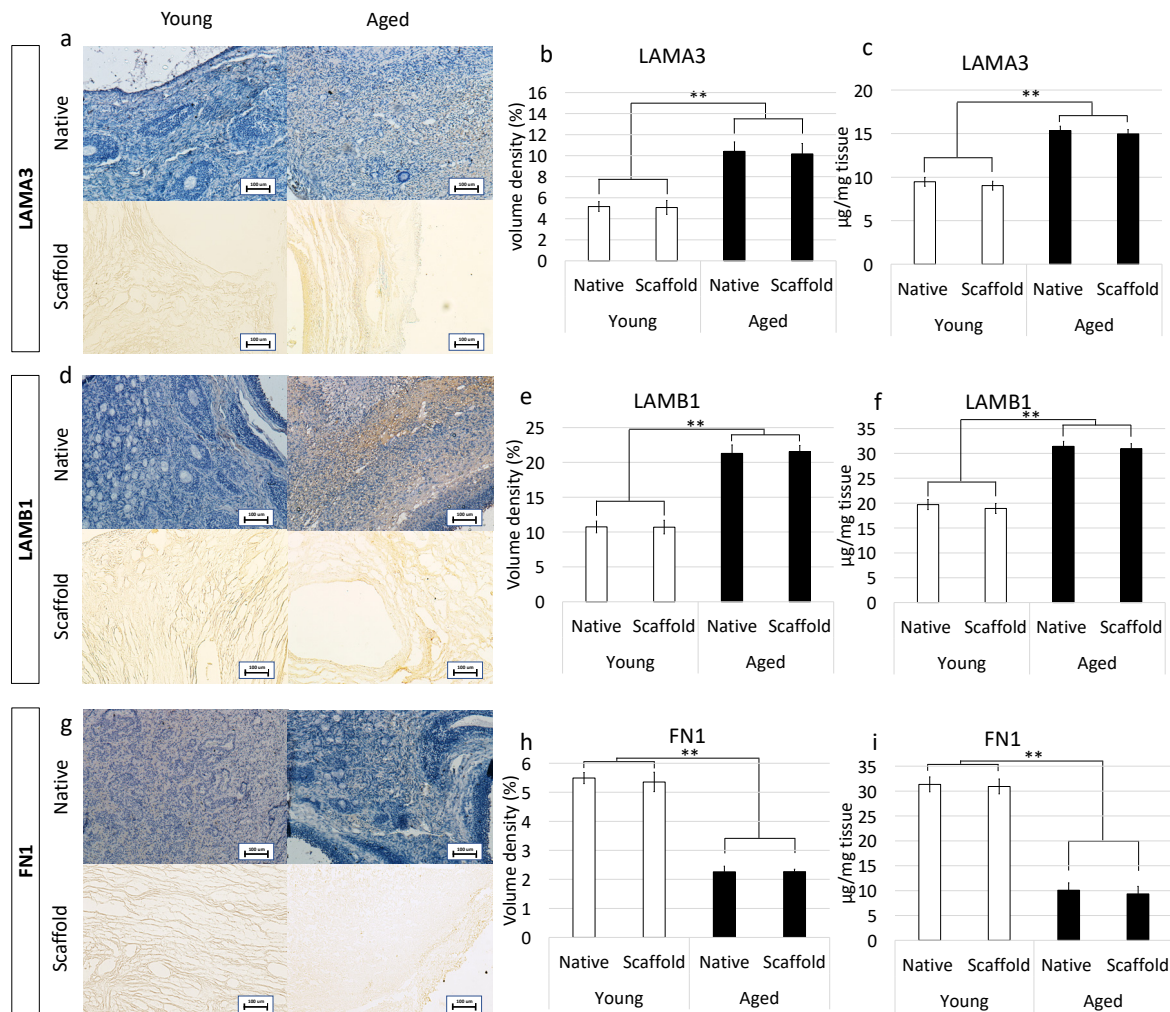 Young
Aged
LAMA3
a
Native
100 um
100 um
Scaffold
100 um
100 um
b
LAMA3
volume density (%)
16
14
12
10
8
6
4
2
0
**
Native Scaffold Native Scaffold
Young Aged
c
LAMA3
µg/mg tissue
20
15
10
5
0
**
Native Scaffold Native Scaffold
Young Aged
LAMB1
d
Native
100 um
100 um
Scaffold
100 um
100 um
e
LAMB1
Volume density (%)
25
20
15
10
5
0
**
Native Scaffold Native Scaffold
Young Aged
f
LAMB1
µg/mg tissue
35
30
25
20
15
10
5
0
**
Native Scaffold Native Scaffold
Young Aged
FN1
g
Native
100 um
100 um
Scaffold
100 um
100 um
h
FN1
Volume density (%)
6
5
4
3
2
1
0
**
Native Scaffold Native Scaffold
Young Aged
i
FN1
µg/mg tissue
35
30
25
20
15
10
5
0
**
Native Scaffold Native Scaffold
Young Aged